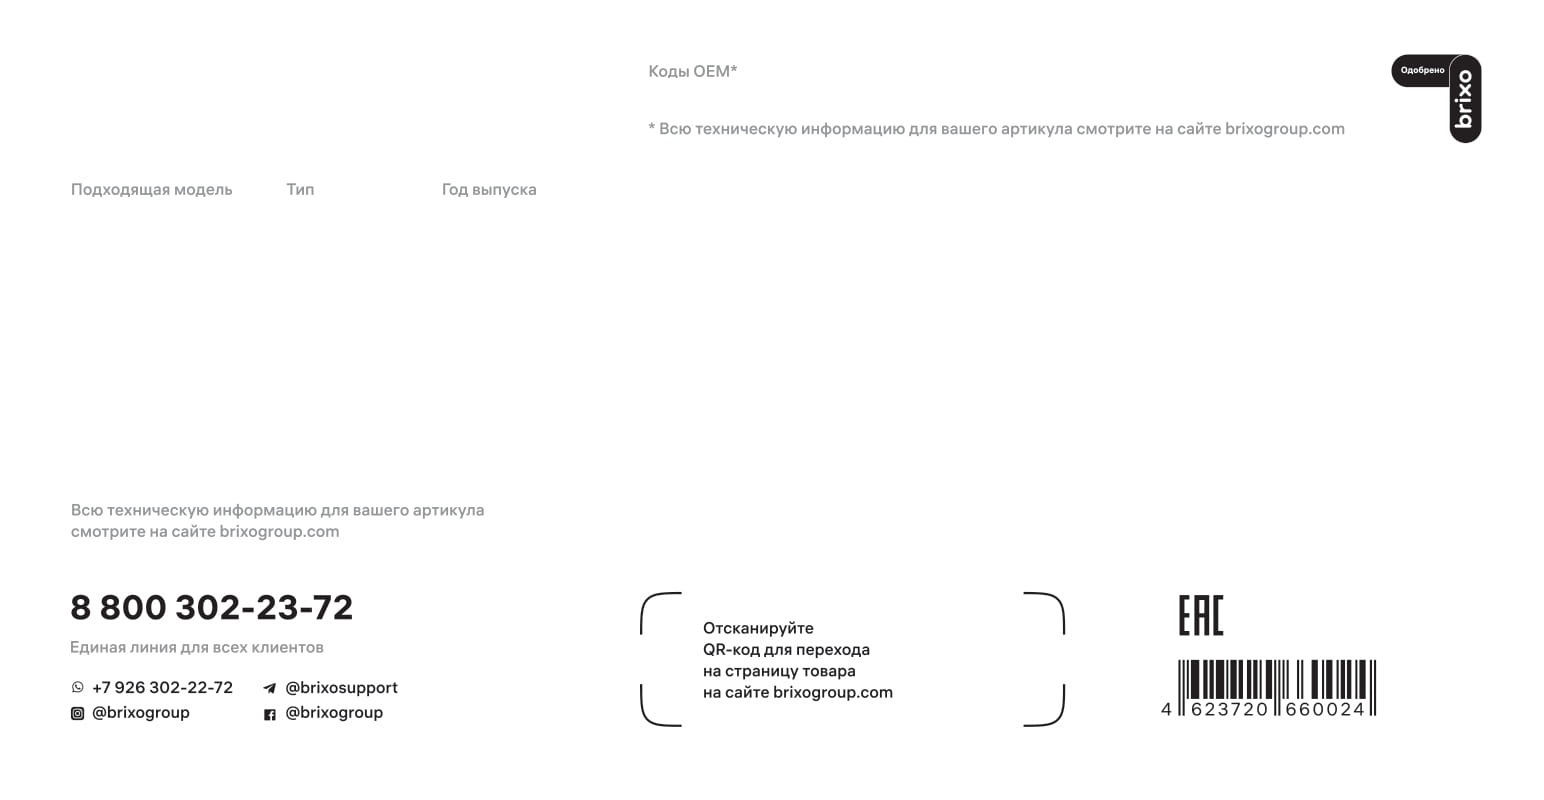 Коды OEM*
Одобрено
brixo
* Всю техническую информацию для вашего артикула смотрите на сайте brixogroup.com
Подходящая модель
Тип
Год выпуска
Всю техническую информацию для вашего артикула
смотрите на сайте brixogroup.com
8 800 302-23-72
Единая линия для всех клиентов
+7 926 302-22-72
@brixosupport
@brixogroup
@brixogroup
Отсканируйте
QR-код для перехода
на страницу товара
на сайте brixogroup.com
EAC
4 623720 660024